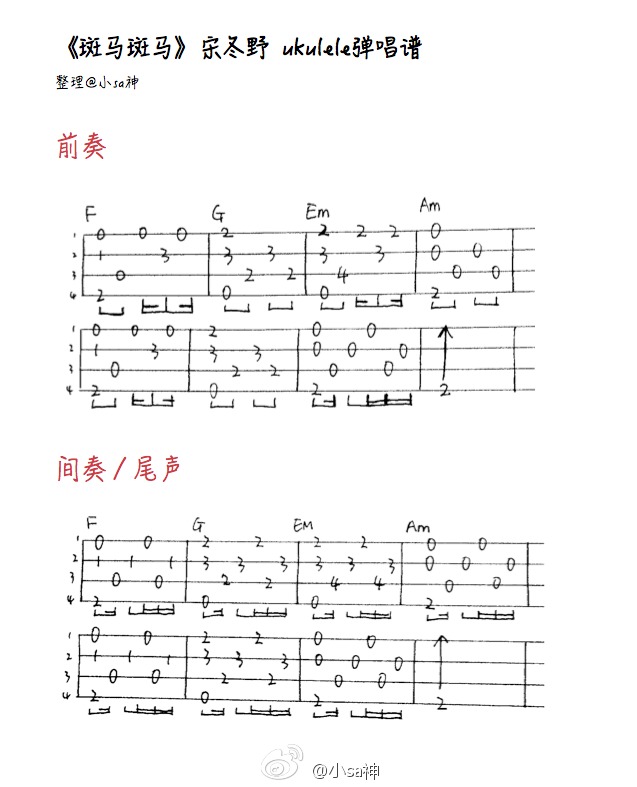 《斑马斑马》宋冬野 ukulele弹唱谱
整理@小sa神
前奏
F G Em Am
1 0 0 0 2 2 2 2 0
2 1 3 3 3 3 3 0 0
3 0 2 2 4 0 0
4 2 0 0 2
1 0 0 0 2 0 0
2 1 3 3 3 0 0 0
3 0 2 2 0 0
4 2 0 2 2
间奏/尾声
F G Em Am
1 0 0 2 2 2 2 0 0
2 1 1 1 3 3 3 3 3 3 0 0 0
3 0 0 2 2 4 4 0 0
4 2 0 0 2
1 0 0 2 2 0 0
2 1 1 1 3 3 3 0 0 0
3 0 0 2 2 0 0
4 2 0 2 2
@小sa神